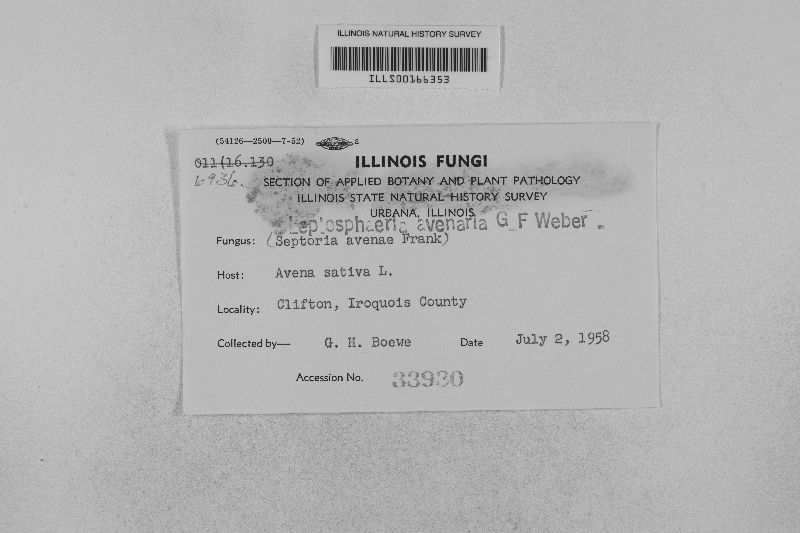 ILLINOIS NATURAL HISTORY SURVEY
ILLS00166353
(54126—2500—7-52) 2
011(16.130
6936.
ILLINOIS FUNGI
SECTION OF APPLIED BOTANY AND PLANT PATHOLOGY
ILLINOIS STATE NATURAL HISTORY SURVEY
URBANA, ILLINOIS
Leptosphaeria avenaria G F Weber .
Fungus: (Septoria avenae Frank)
Host: Avena sativa L.
Locality: Clifton, Iroquois County
Collected by— G. H. Boewe Date July 2, 1958
Accession No. 33930